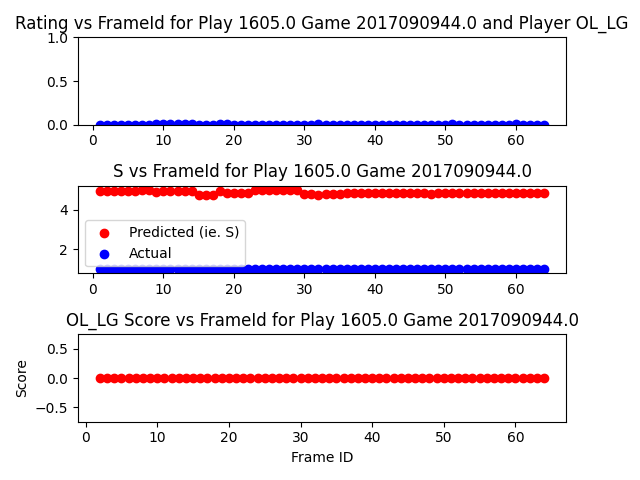 Rating vs FrameId for Play 1605.0 Game 2017090944.0 and Player OL_LG
1.0
0.5
0.0
0 10 20 30 40 50 60
S vs FrameId for Play 1605.0 Game 2017090944.0
4
2
Predicted (ie. S)
Actual
0 10 20 30 40 50 60
OL_LG Score vs FrameId for Play 1605.0 Game 2017090944.0
Score
0.5
0.0
−0.5
0 10 20 30 40 50 60
Frame ID